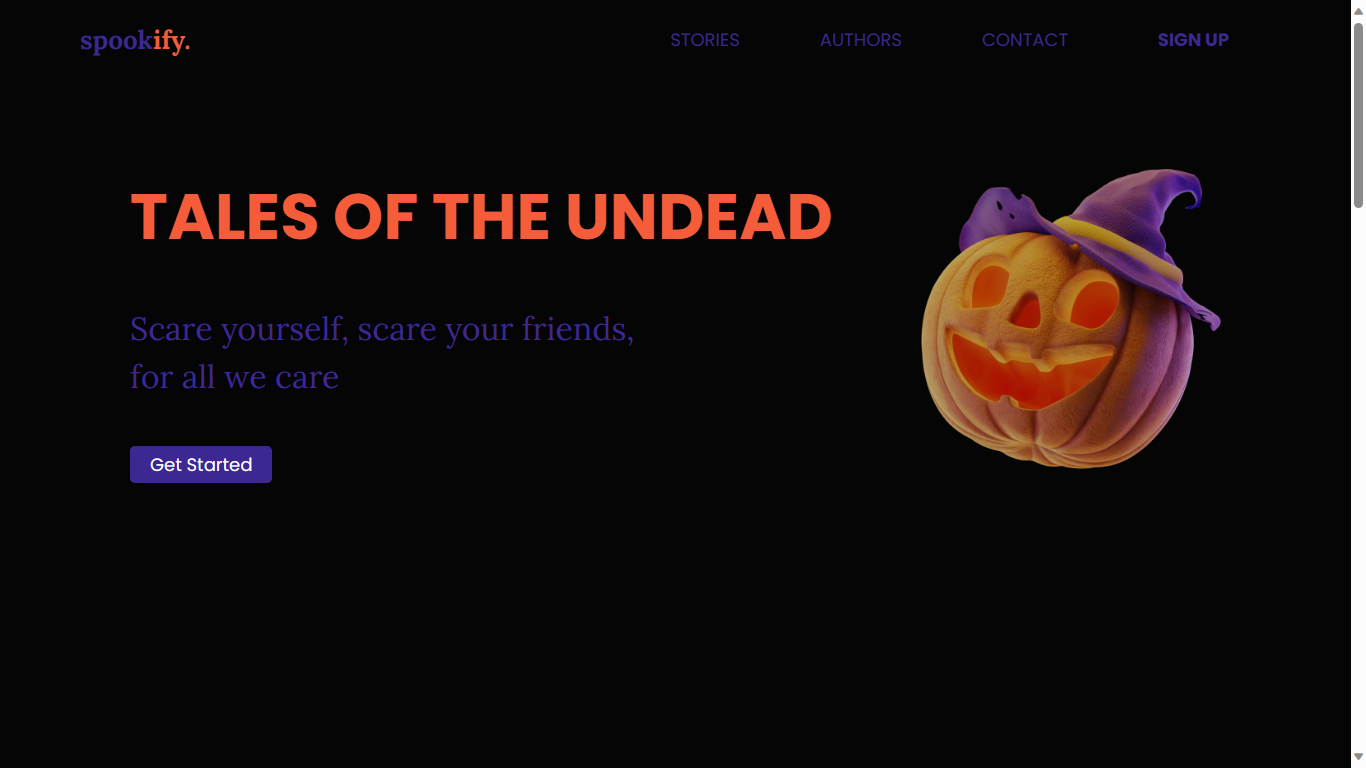 spookify.
STORIES
AUTHORS
CONTACT
SIGN UP
TALES OF THE UNDEAD
Scare yourself, scare your friends,
for all we care
Get Started